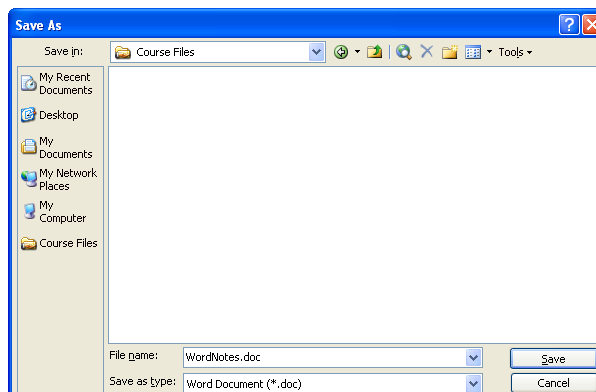 Save As
Save in:
Course Files
Tools
My Recent
Documents
Desktop
My
Documents
My Network
Places
My
Computer
Course Files
File name:
WordNotes.doc
Save
Save as type:
Word Document (*.doc)
Cancel